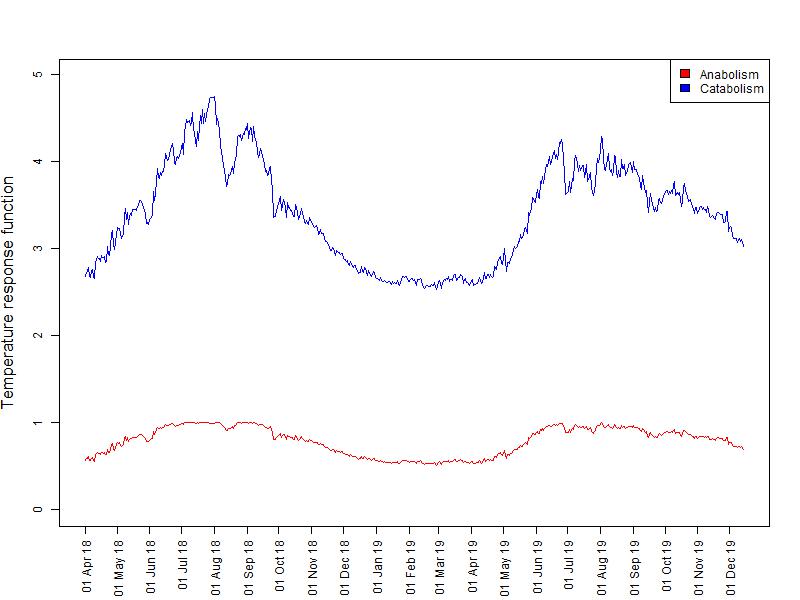 Anabolism
Catabolism
Temperature response function
5
4
3
2
1
0
01 Apr 18
01 May 18
01 Jun 18
01 Jul 18
01 Aug 18
01 Sep 18
01 Oct 18
01 Nov 18
01 Dec 18
01 Jan 19
01 Feb 19
01 Mar 19
01 Apr 19
01 May 19
01 Jun 19
01 Jul 19
01 Aug 19
01 Sep 19
01 Oct 19
01 Nov 19
01 Dec 19